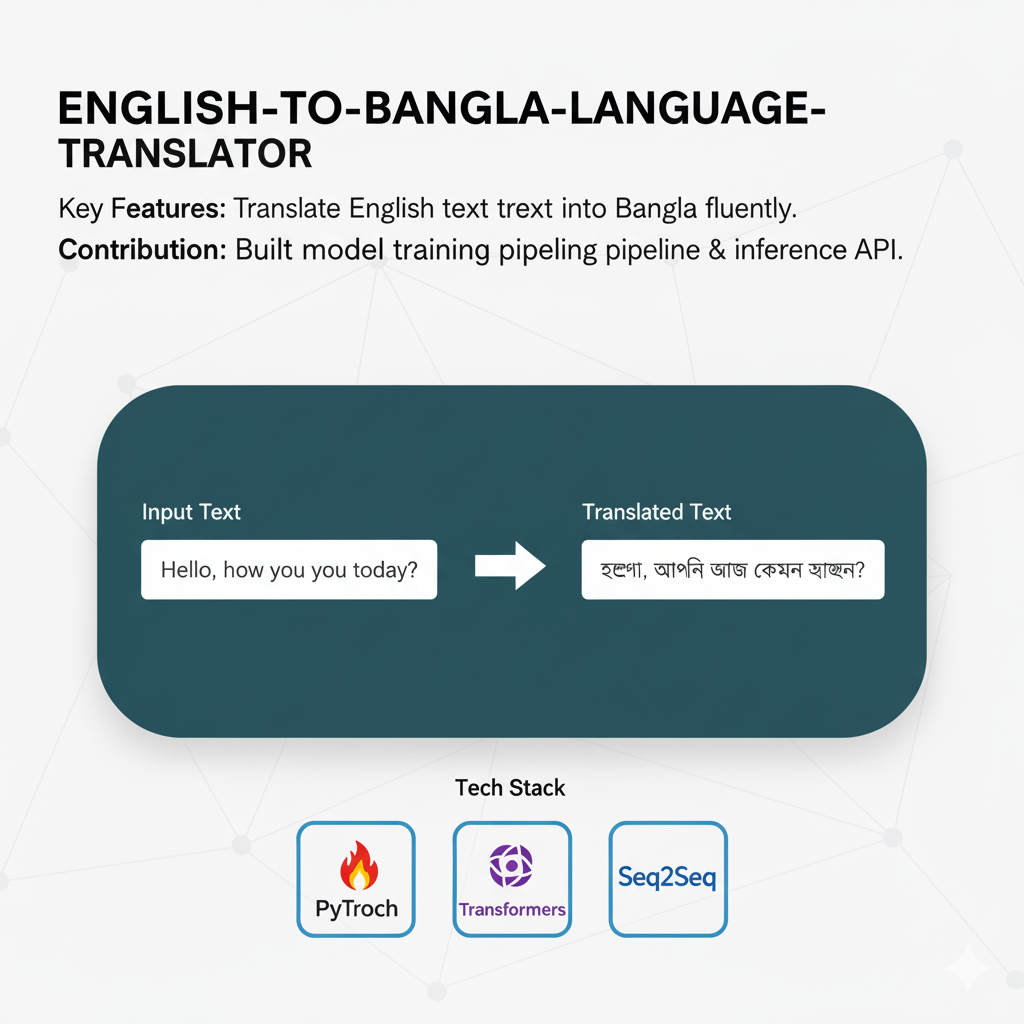 ENGLISH-TO-BANGLA-LANGUAGE-
TRANSLATOR
Key Features: Translate English text trext into Bangla fluently.
Contribution: Built model training pipeling pipeline & inference API.
Input Text
Translated Text
Hello, how you you today?
আপনি আজ কেমন
Tech Stack
PyTroch
Transformers
Seq2Seq